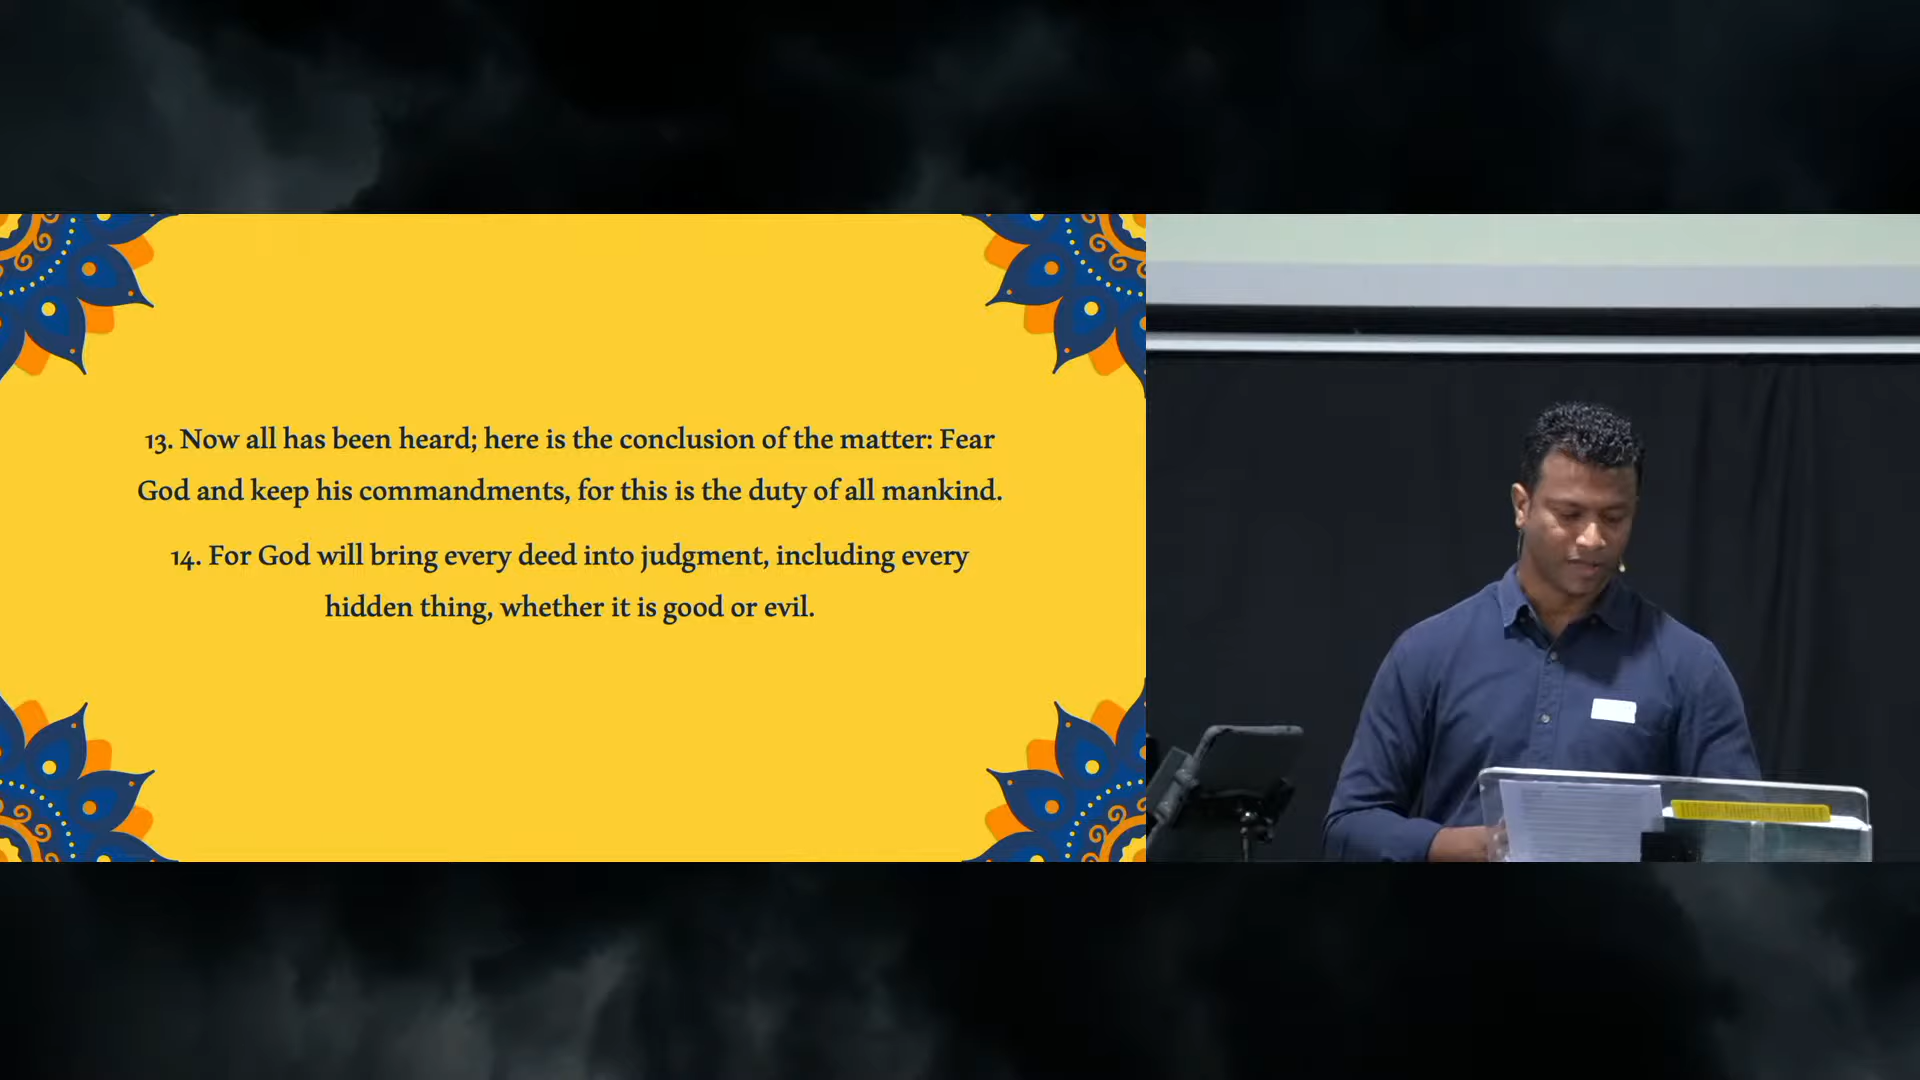 13. Now all has been heard; here is the conclusion of the matter: Fear
God and keep his commandments, for this is the duty of all mankind.
14. For God will bring every deed into judgment, including every
hidden thing, whether it is good or evil.